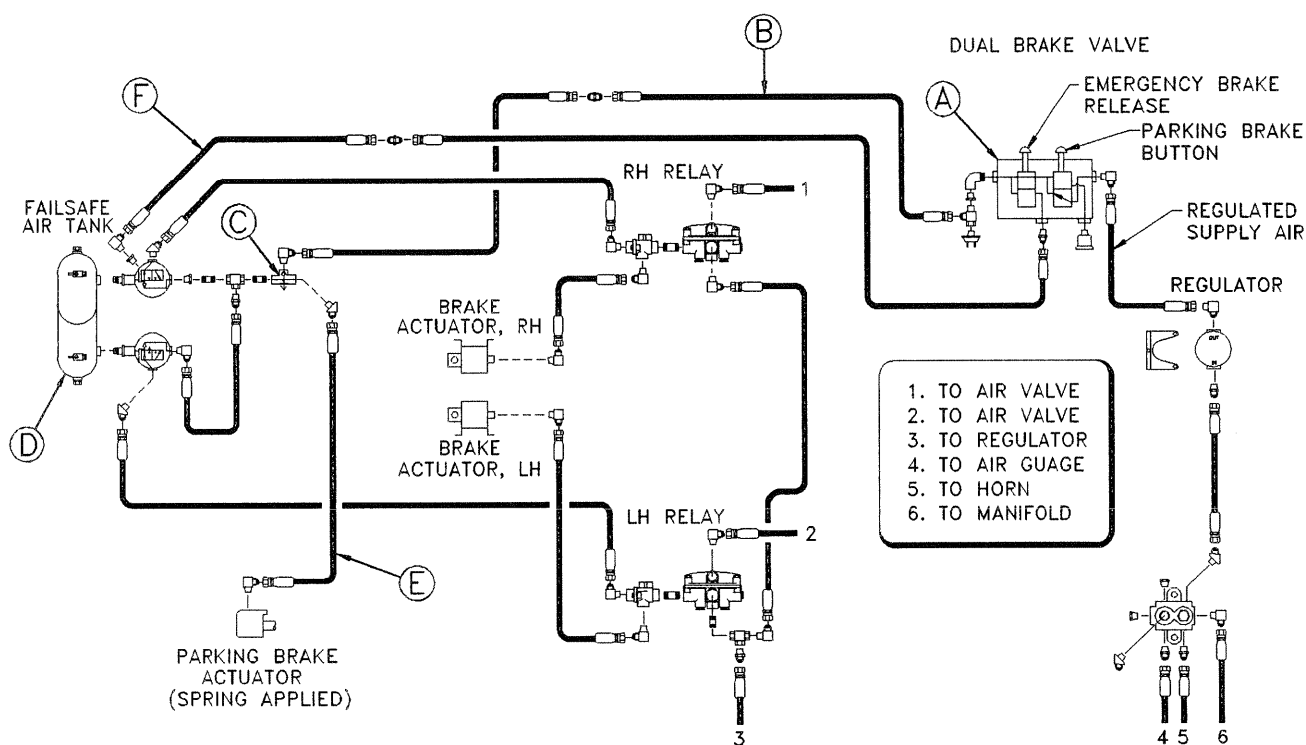 B
DUAL BRAKE VALVE
F
A
EMERGENCY BRAKE
RELEASE
PARKING BRAKE
BUTTON
RH RELAY
1
FAILSAFE
AIR TANK
C
REGULATED
SUPPLY AIR
REGULATOR
BRAKE
ACTUATOR, RH
OUT
IN
D
BRAKE
ACTUATOR, LH
1. TO AIR VALVE
2. TO AIR VALVE
3. TO REGULATOR
4. TO AIR GUAGE
5. TO HORN
6. TO MANIFOLD
LH RELAY
2
E
PARKING BRAKE
ACTUATOR
(SPRING APPLIED)
3
4 5 6